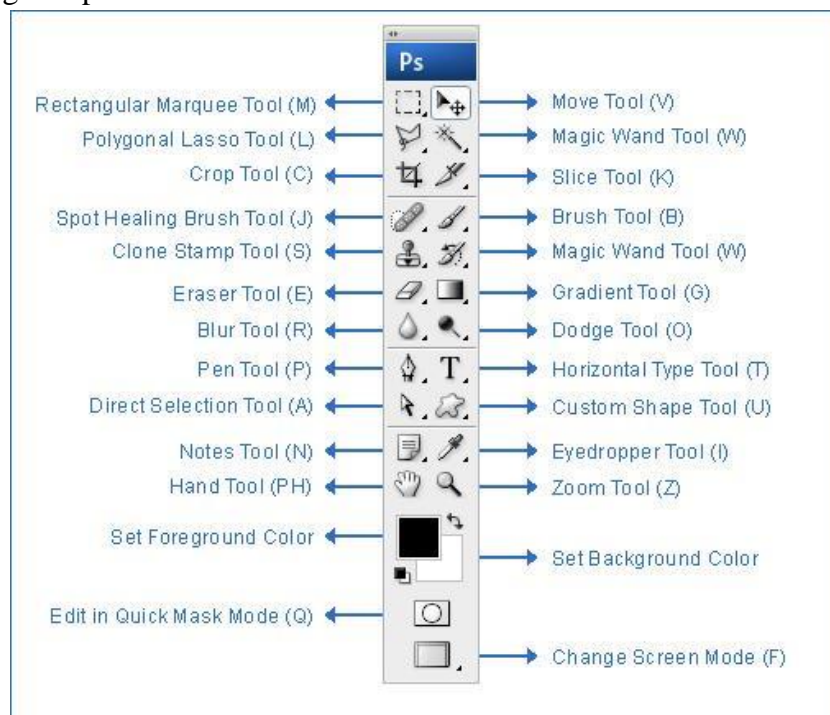 Ps
Rectangular Marquee Tool (M)
Move Tool (V)
Polygonal Lasso Tool (L)
Magic Wand Tool (W)
Crop Tool (C)
Slice Tool (K)
Spot Healing Brush Tool (J)
Brush Tool (B)
Clone Stamp Tool (S)
Magic Wand Tool (W)
Eraser Tool (E)
Gradient Tool (G)
Blur Tool (R)
Dodge Tool (O)
Pen Tool (P)
T
Horizontal Type Tool (T)
Direct Selection Tool (A)
Custom Shape Tool (U)
Notes Tool (N)
Eyedropper Tool (I)
Hand Tool (PH)
Zoom Tool (Z)
Set Foreground Color
Set Background Color
Edit in Quick Mask Mode (Q)
Change Screen Mode (F)